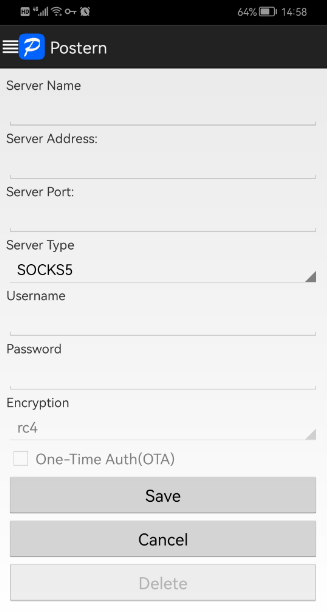 64% 14:58
Postern
Server Name
Server Address:
Server Port:
Server Type
SOCKS5
Username
Password
Encryption
rc4
One-Time Auth(OTA)
Save
Cancel
Delete